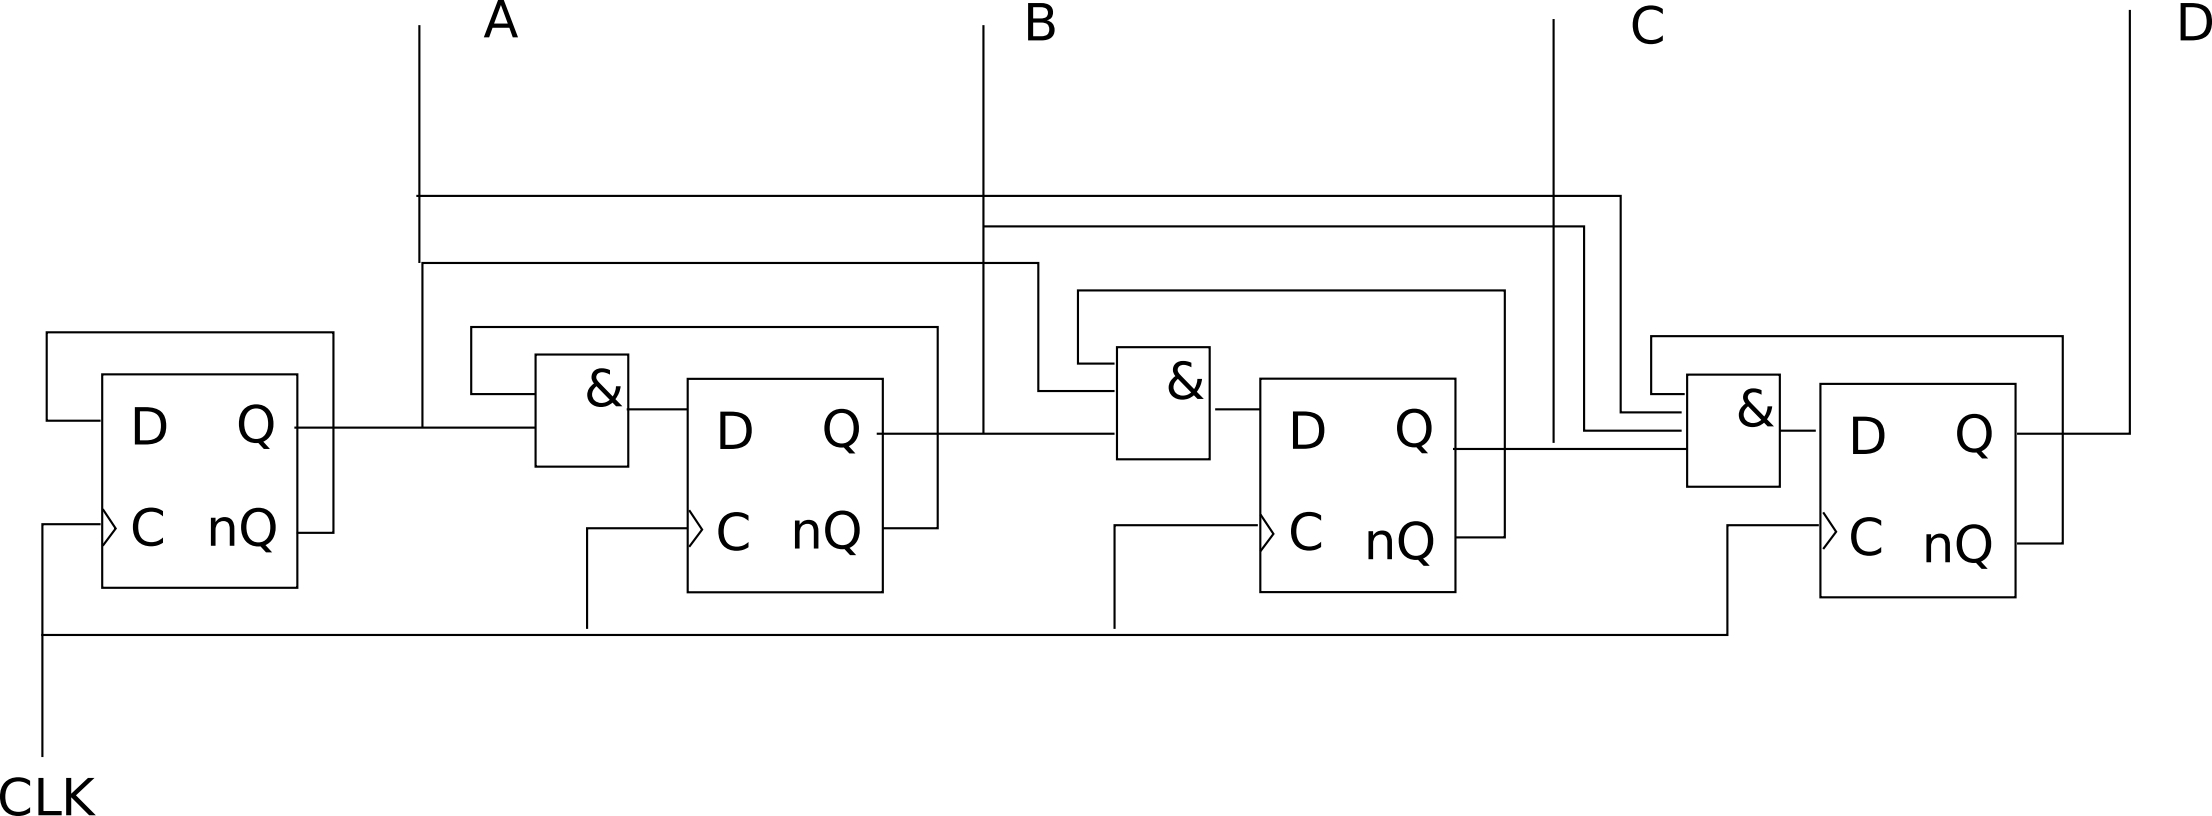 A B C D
& & &
D Q D Q D Q D Q
C nQ C nQ C nQ C nQ
CLK